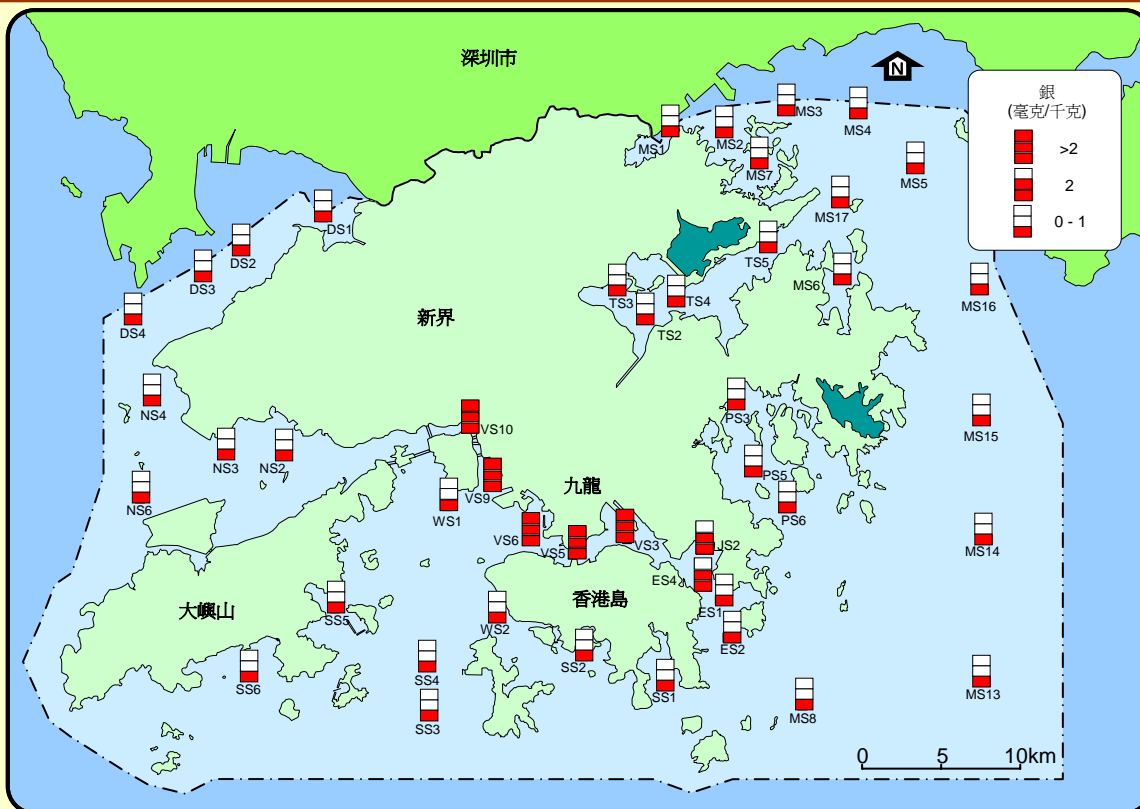 深圳市
N
銀
(毫克/千克)
>2
2
0 - 1
MS3
MS4
MS1
MS2
MS7
MS5
MS17
DS1
DS2
DS3
DS4
TS5
MS6
MS16
TS3
TS4
TS2
新界
NS4
NS3
NS2
NS6
PS3
MS15
VS10
VS9
WS1
九龍
PS5
PS6
VS6
VS5
VS3
JS2
MS14
ES4
ES1
ES2
大嶼山
SS5
香港島
WS2
SS2
SS6
SS4
SS3
SS1
MS8
MS13
0 5 10km